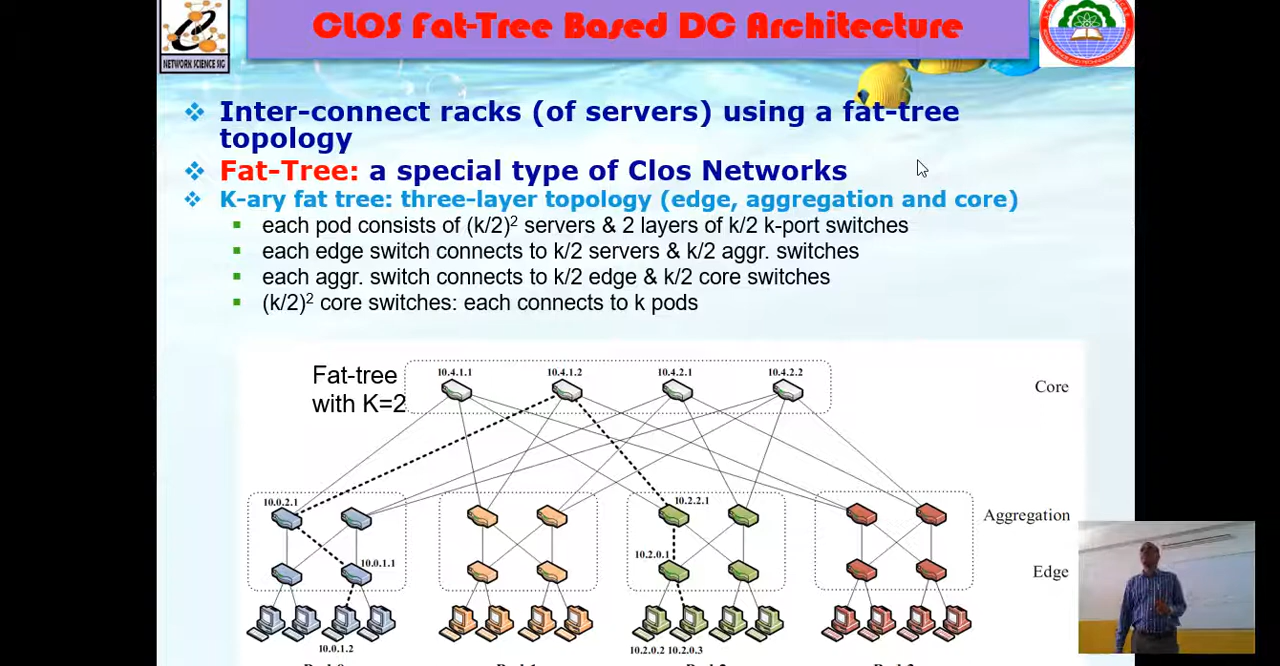 CLOS Fat-Tree Based DC Architecture
NETWORK SCIENCE SIG
Inter-connect racks (of servers) using a fat-tree
topology
Fat-Tree: a special type of Clos Networks
K-ary fat tree: three-layer topology (edge, aggregation and core)
each pod consists of (k/2)² servers & 2 layers of k/2 k-port switches
each edge switch connects to k/2 servers & k/2 aggr. switches
each aggr. switch connects to k/2 edge & k/2 core switches
(k/2)² core switches: each connects to k pods
Fat-tree
with K=2
10.4.1.1 10.4.1.2 10.4.2.1 10.4.2.2
Core
10.0.2.1 10.2.2.1
Aggregation
10.0.1.1 10.2.0.1
Edge
10.0.1.2 10.2.0.2 10.2.0.3